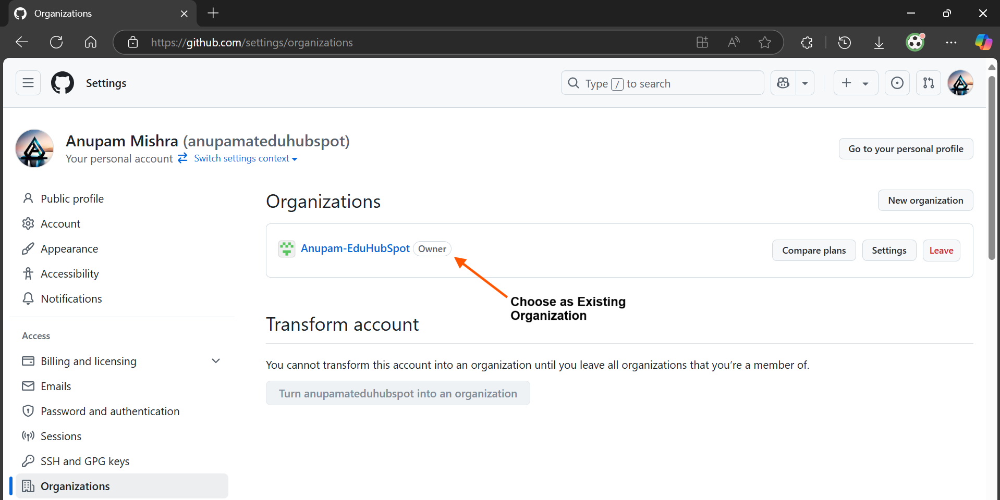 Organizations
https://github.com/settings/organizations
Settings
Type / to search
Anupam Mishra (anupamateduhubspot)
Your personal account Switch settings context
Go to your personal profile
Public profile
Account
Appearance
Accessibility
Notifications
Access
Billing and licensing
Emails
Password and authentication
Sessions
SSH and GPG keys
Organizations
Organizations
New organization
Anupam-EduHubSpot Owner
Compare plans Settings Leave
Choose as Existing
Organization
Transform account
You cannot transform this account into an organization until you leave all organizations that you’re a member of.
Turn anupamateduhubspot into an organization